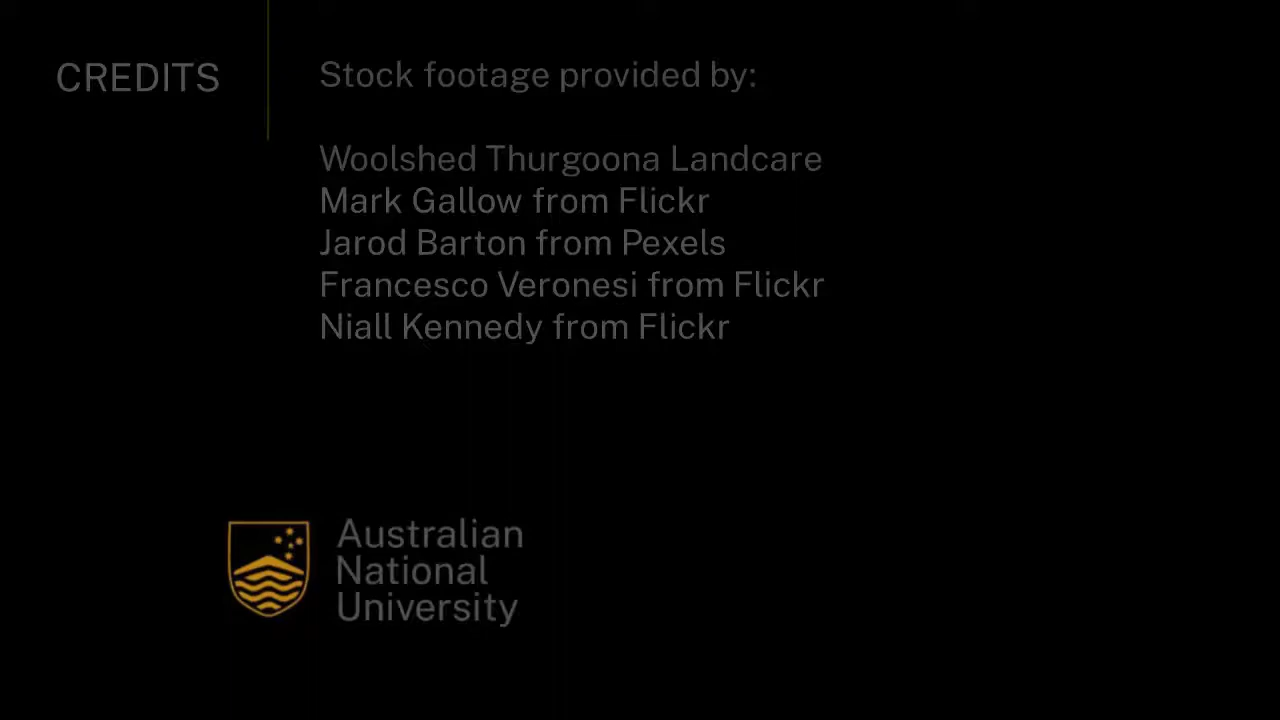 CREDITS
Stock footage provided by:
Woolshed Thurgoona Landcare
Mark Gallow from Flickr
Jarod Barton from Pexels
Francesco Veronesi from Flickr
Niall Kennedy from Flickr
Australian
National
University